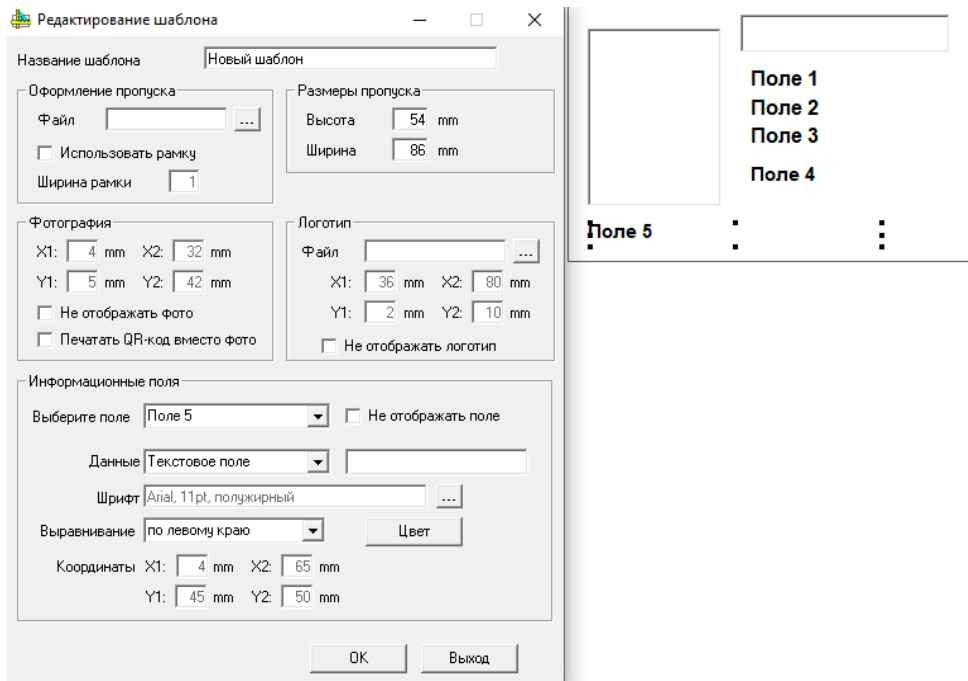 Редактирование шаблона
Название шаблона Новый шаблон
Оформление пропуска
Файл ...
Использовать рамку
Ширина рамки 1
Размеры пропуска
Высота 54 mm
Ширина 86 mm
Фотография
X1: 4 mm X2: 32 mm
Y1: 5 mm Y2: 42 mm
Не отображать фото
Печатать QR-код вместо фото
Логотип
Файл ...
X1: 36 mm X2: 80 mm
Y1: 2 mm Y2: 10 mm
Не отображать логотип
Информационные поля
Выберите поле Поле 5 Не отображать поле
Данные Текстовое поле
Шрифт Arial, 11pt, полужирный ...
Выравнивание по левому краю Цвет
Координаты X1: 4 mm X2: 65 mm
Y1: 45 mm Y2: 50 mm
OK Выход
Поле 1
Поле 2
Поле 3
Поле 4
Поле 5